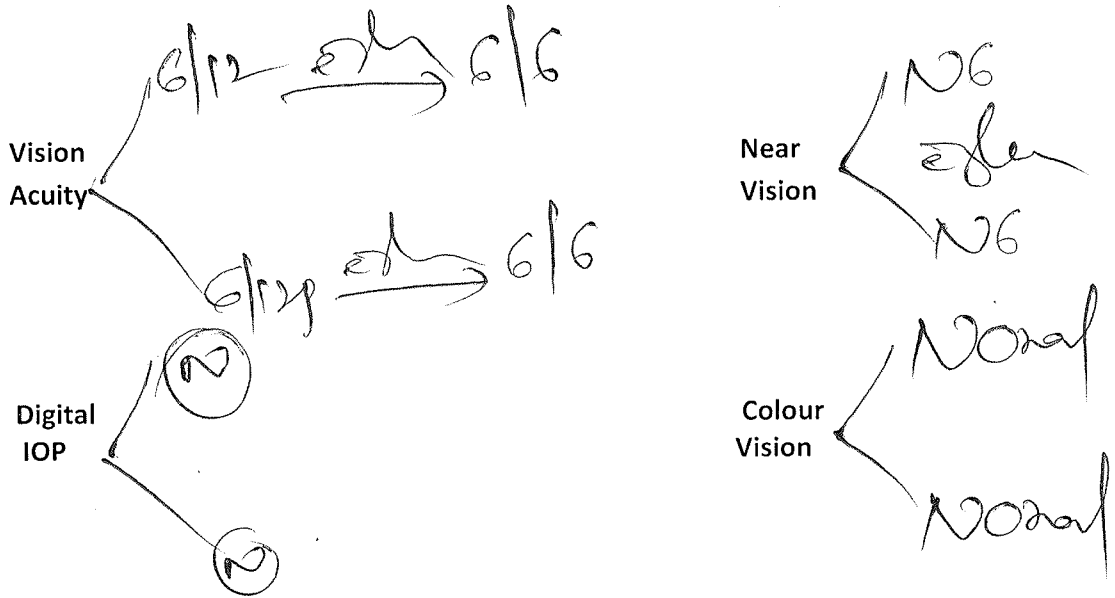 6/12 → 6/6
Vision
Acuity
6/12p → 6/6
N6
Near
Vision
N6
N
Digital
IOP
N
Normal
Colour
Vision
Normal